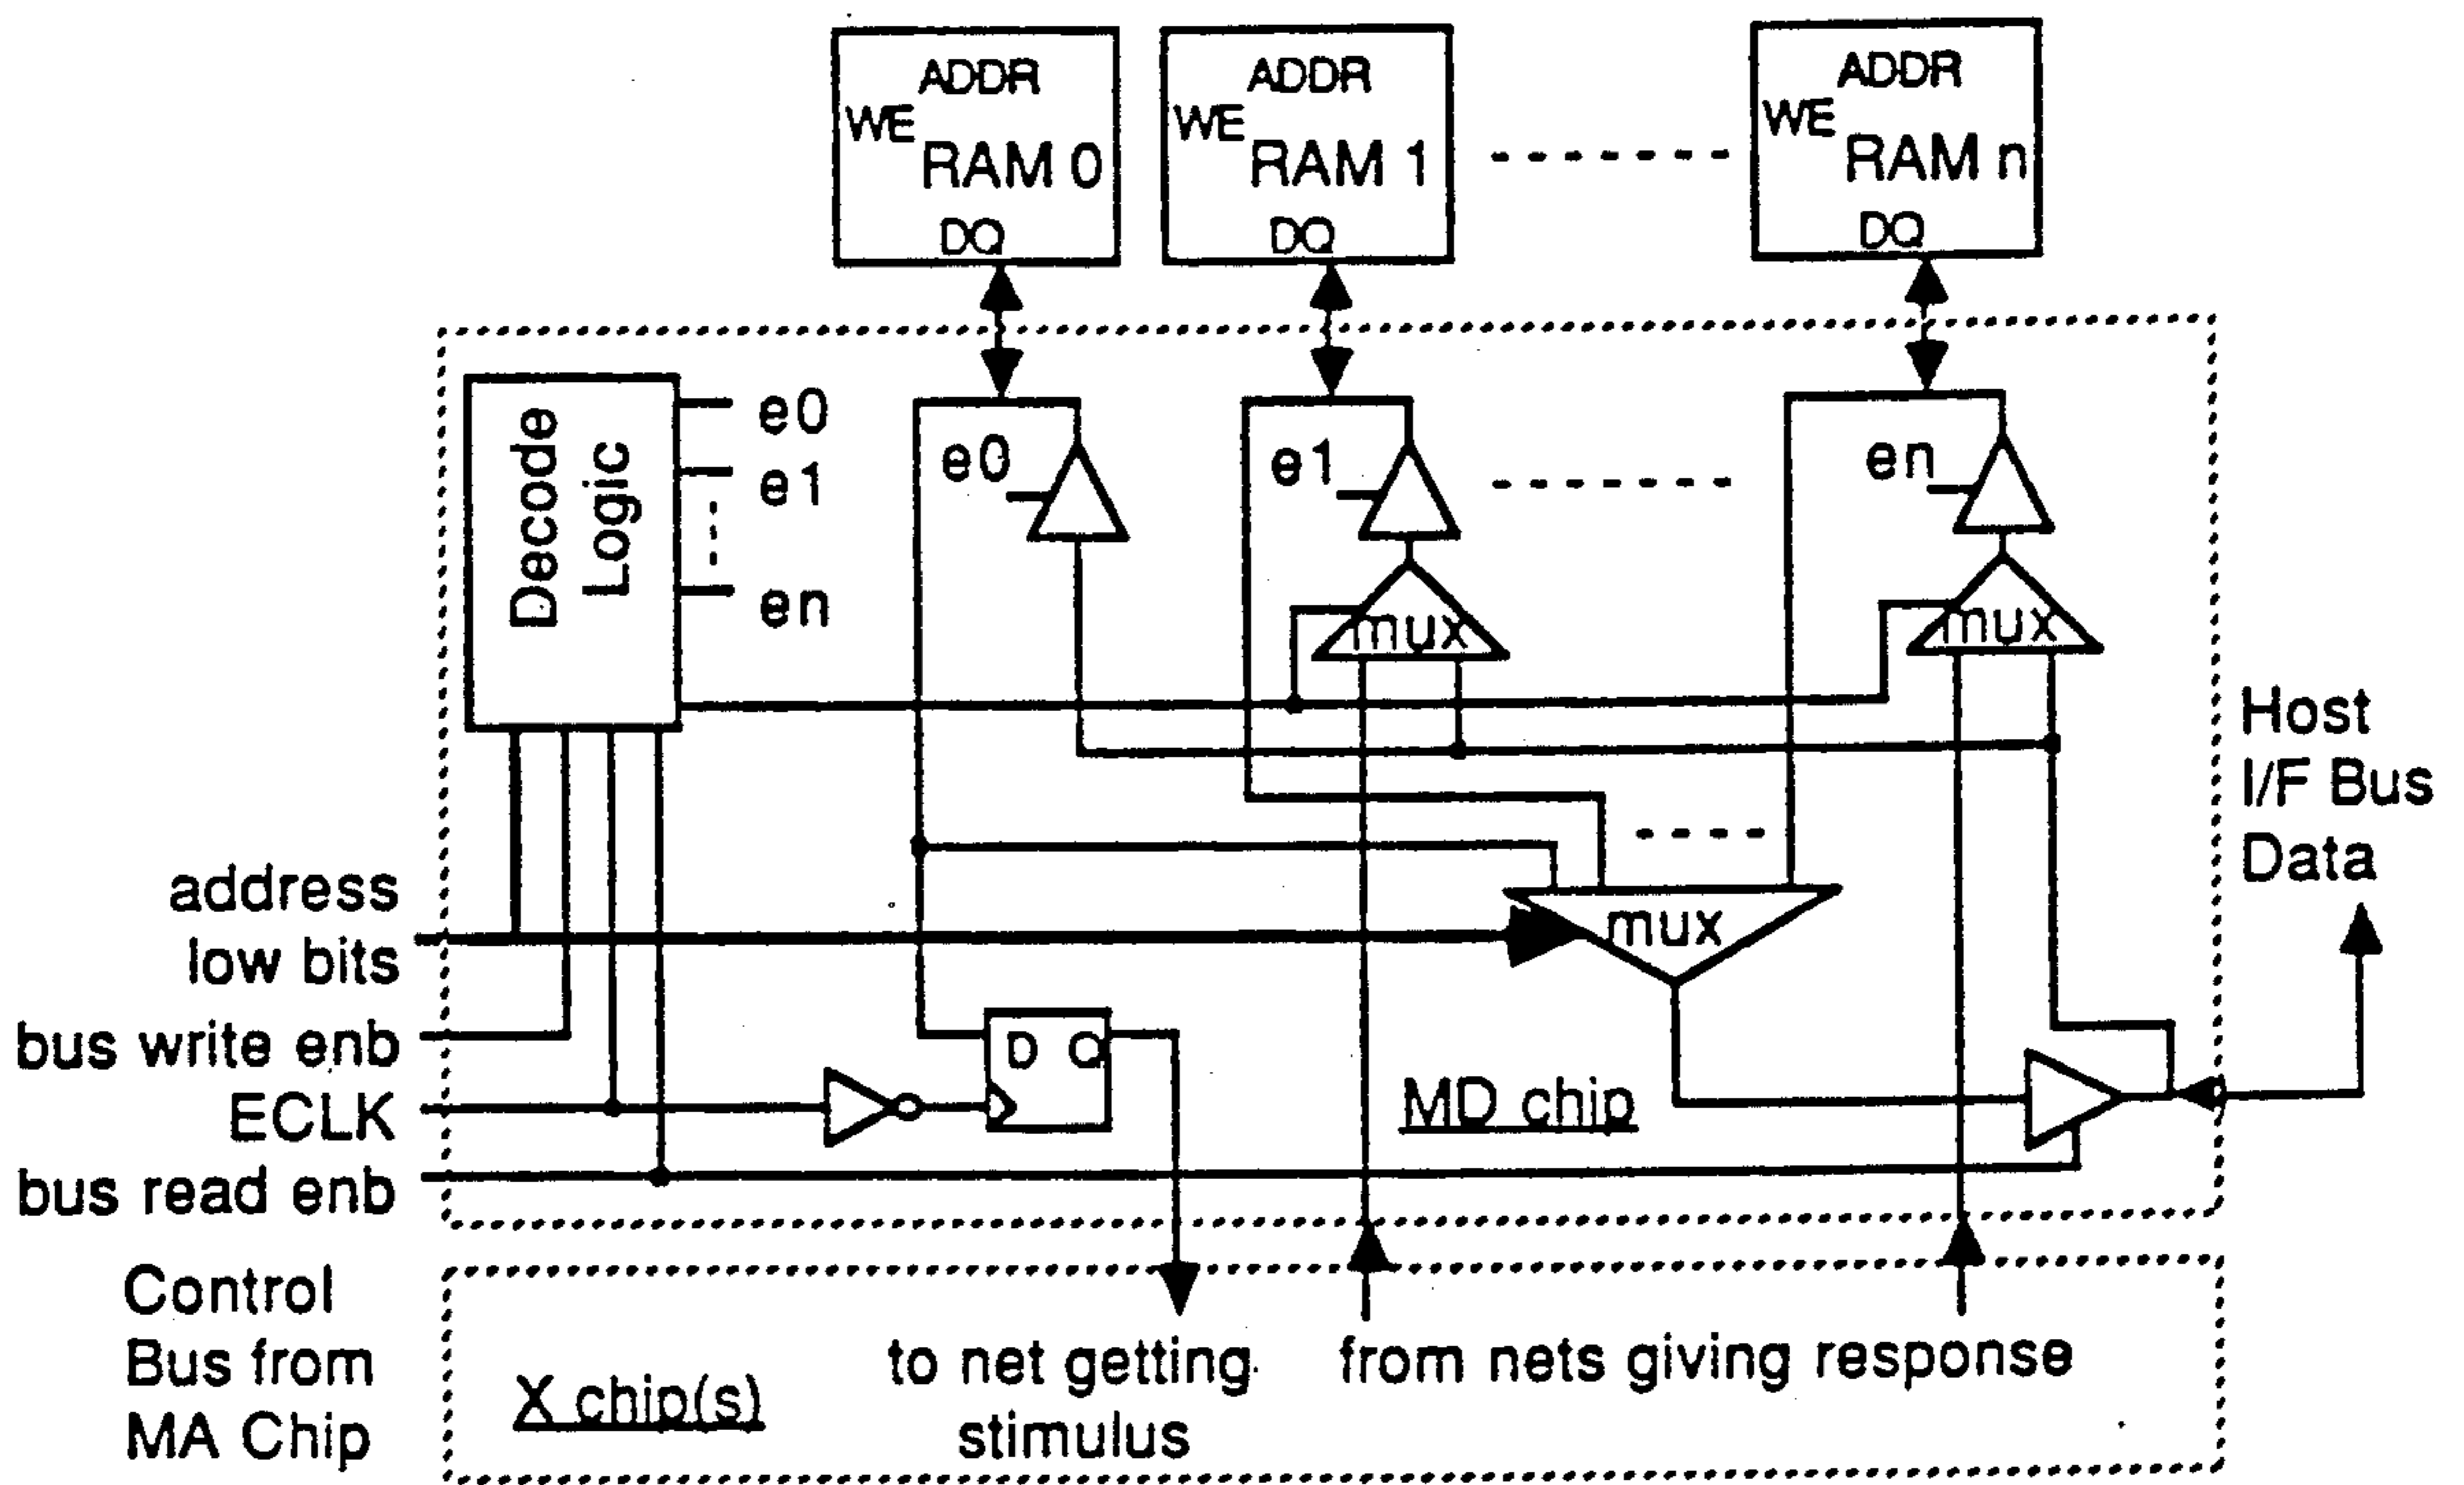 ADDR
WE
RAM 0
DQ
ADDR
WE
RAM 1
DQ
ADDR
WE
RAM n
DQ
Decode
Logic
e0
e1
en
e0
e1
en
mux
mux
Host
I/F Bus
Data
mux
address
low bits
bus write enb
ECLK
bus read enb
D Q
MD chip
Control
Bus from
MA Chip
X chip(s)
to net getting
stimulus
from nets giving response